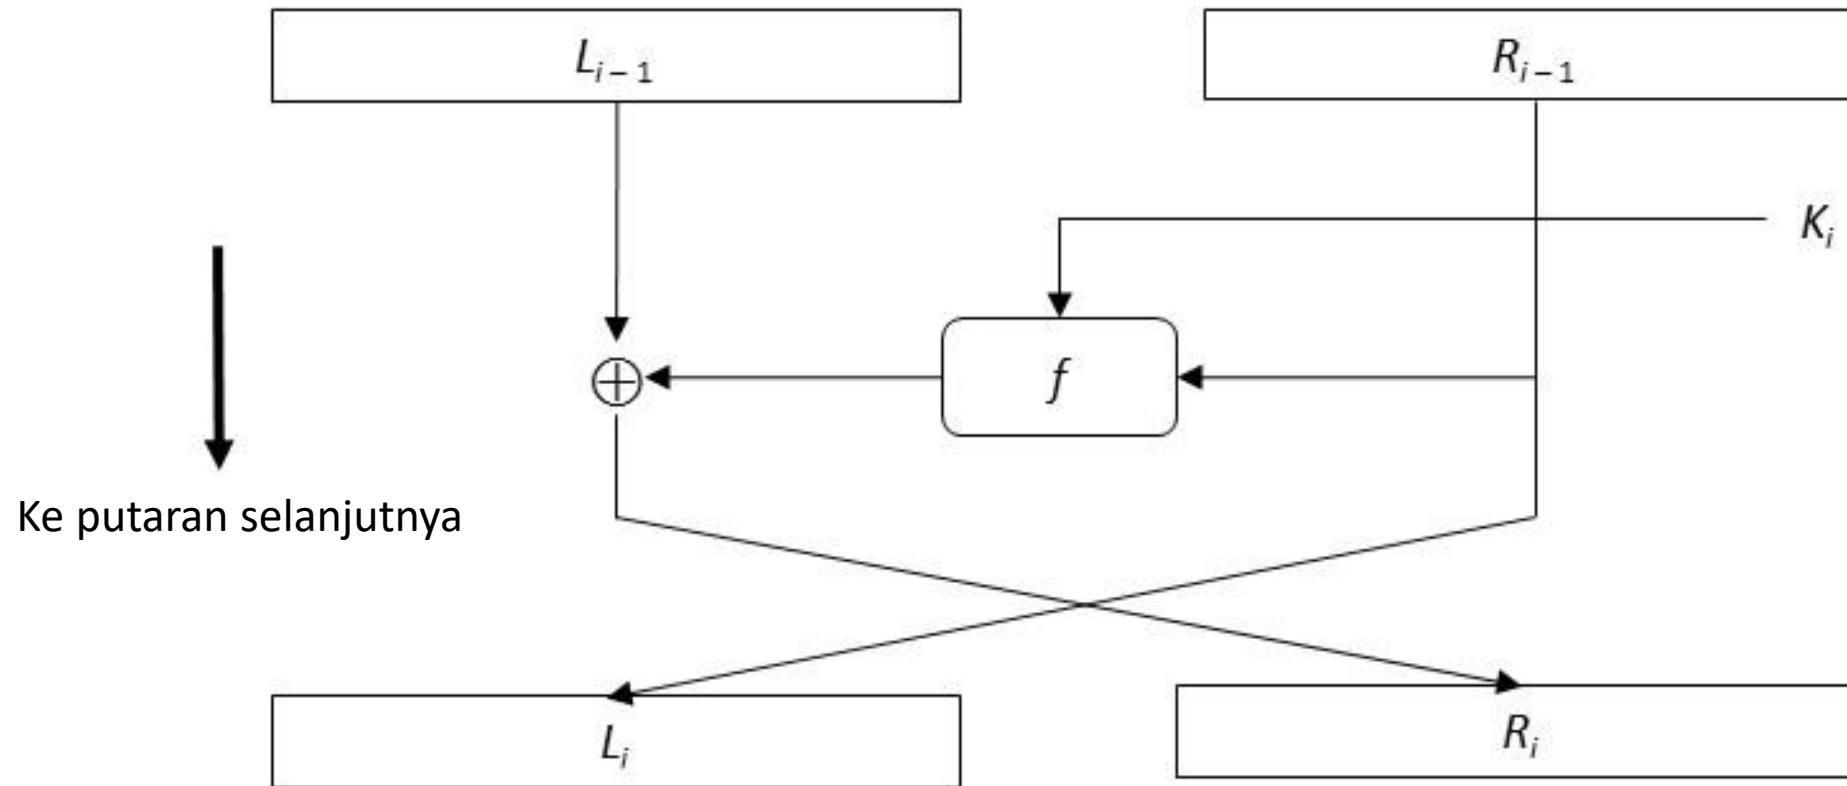 L_{i – 1}
R_{i – 1}
K_i
⊕
f
Ke putaran selanjutnya
L_i
R_i